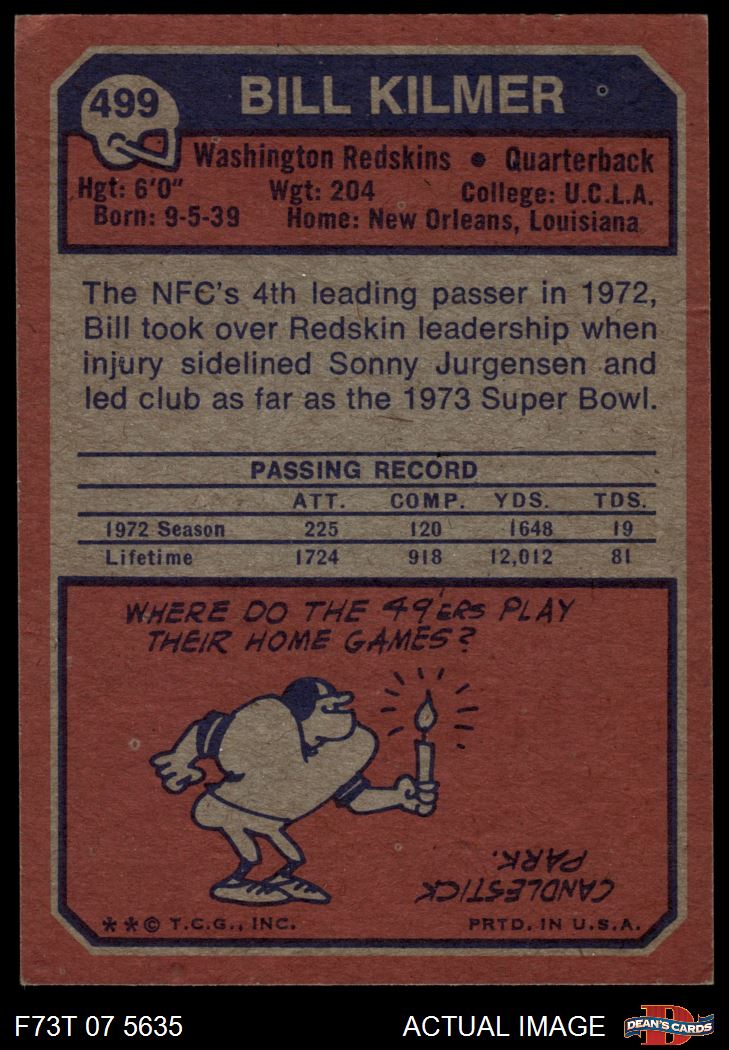 499
BILL KILMER
Washington Redskins • Quarterback
Hgt: 6'0" Wgt: 204 College: U.C.L.A.
Born: 9-5-39 Home: New Orleans, Louisiana
The NFC's 4th leading passer in 1972,
Bill took over Redskin leadership when
injury sidelined Sonny Jurgensen and
led club as far as the 1973 Super Bowl.
PASSING RECORD
ATT. COMP. YDS. TDS.
1972 Season 225 120 1648 19
Lifetime 1724 918 12,012 81
WHERE DO THE 49'ERS PLAY
THEIR HOME GAMES?
CANDLESTICK
PARK.
**© T.C.G., INC. PRTD. IN U.S.A.
F73T 07 5635 ACTUAL IMAGE
D
DEAN'S CARDS